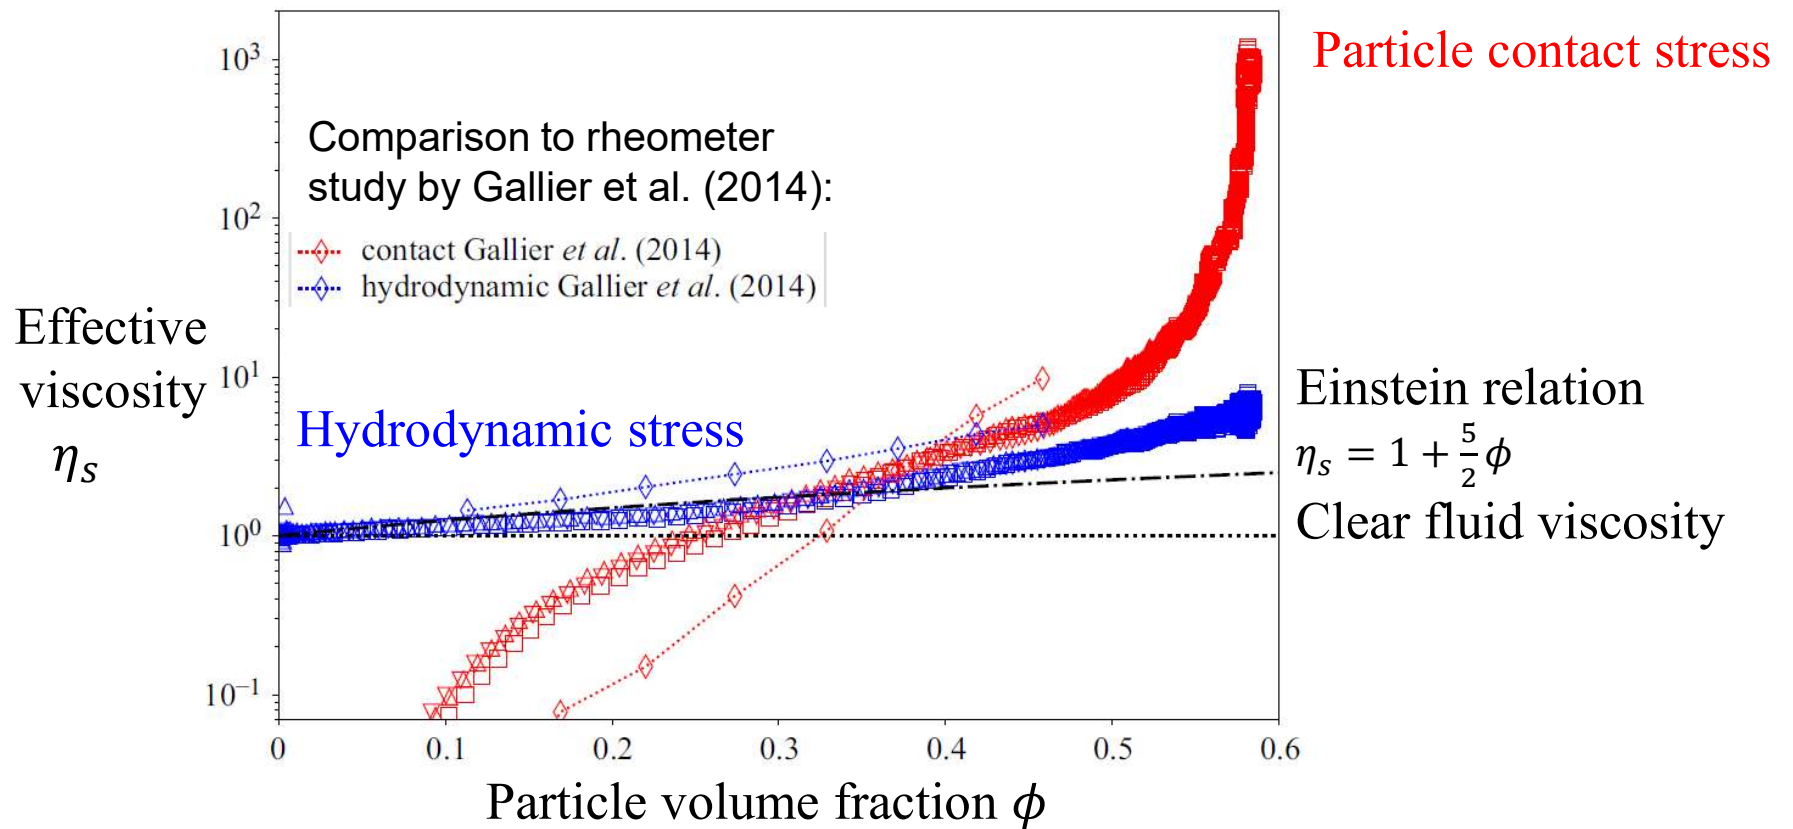 Particle contact stress
10³
Comparison to rheometer
study by Gallier et al. (2014):
10²
contact Gallier et al. (2014)
hydrodynamic Gallier et al. (2014)
Effective
viscosity
ηₛ
10¹
Hydrodynamic stress
Einstein relation
ηₛ = 1 + 5/2 ϕ
Clear fluid viscosity
10⁰
10⁻¹
0 0.1 0.2 0.3 0.4 0.5 0.6
Particle volume fraction ϕ